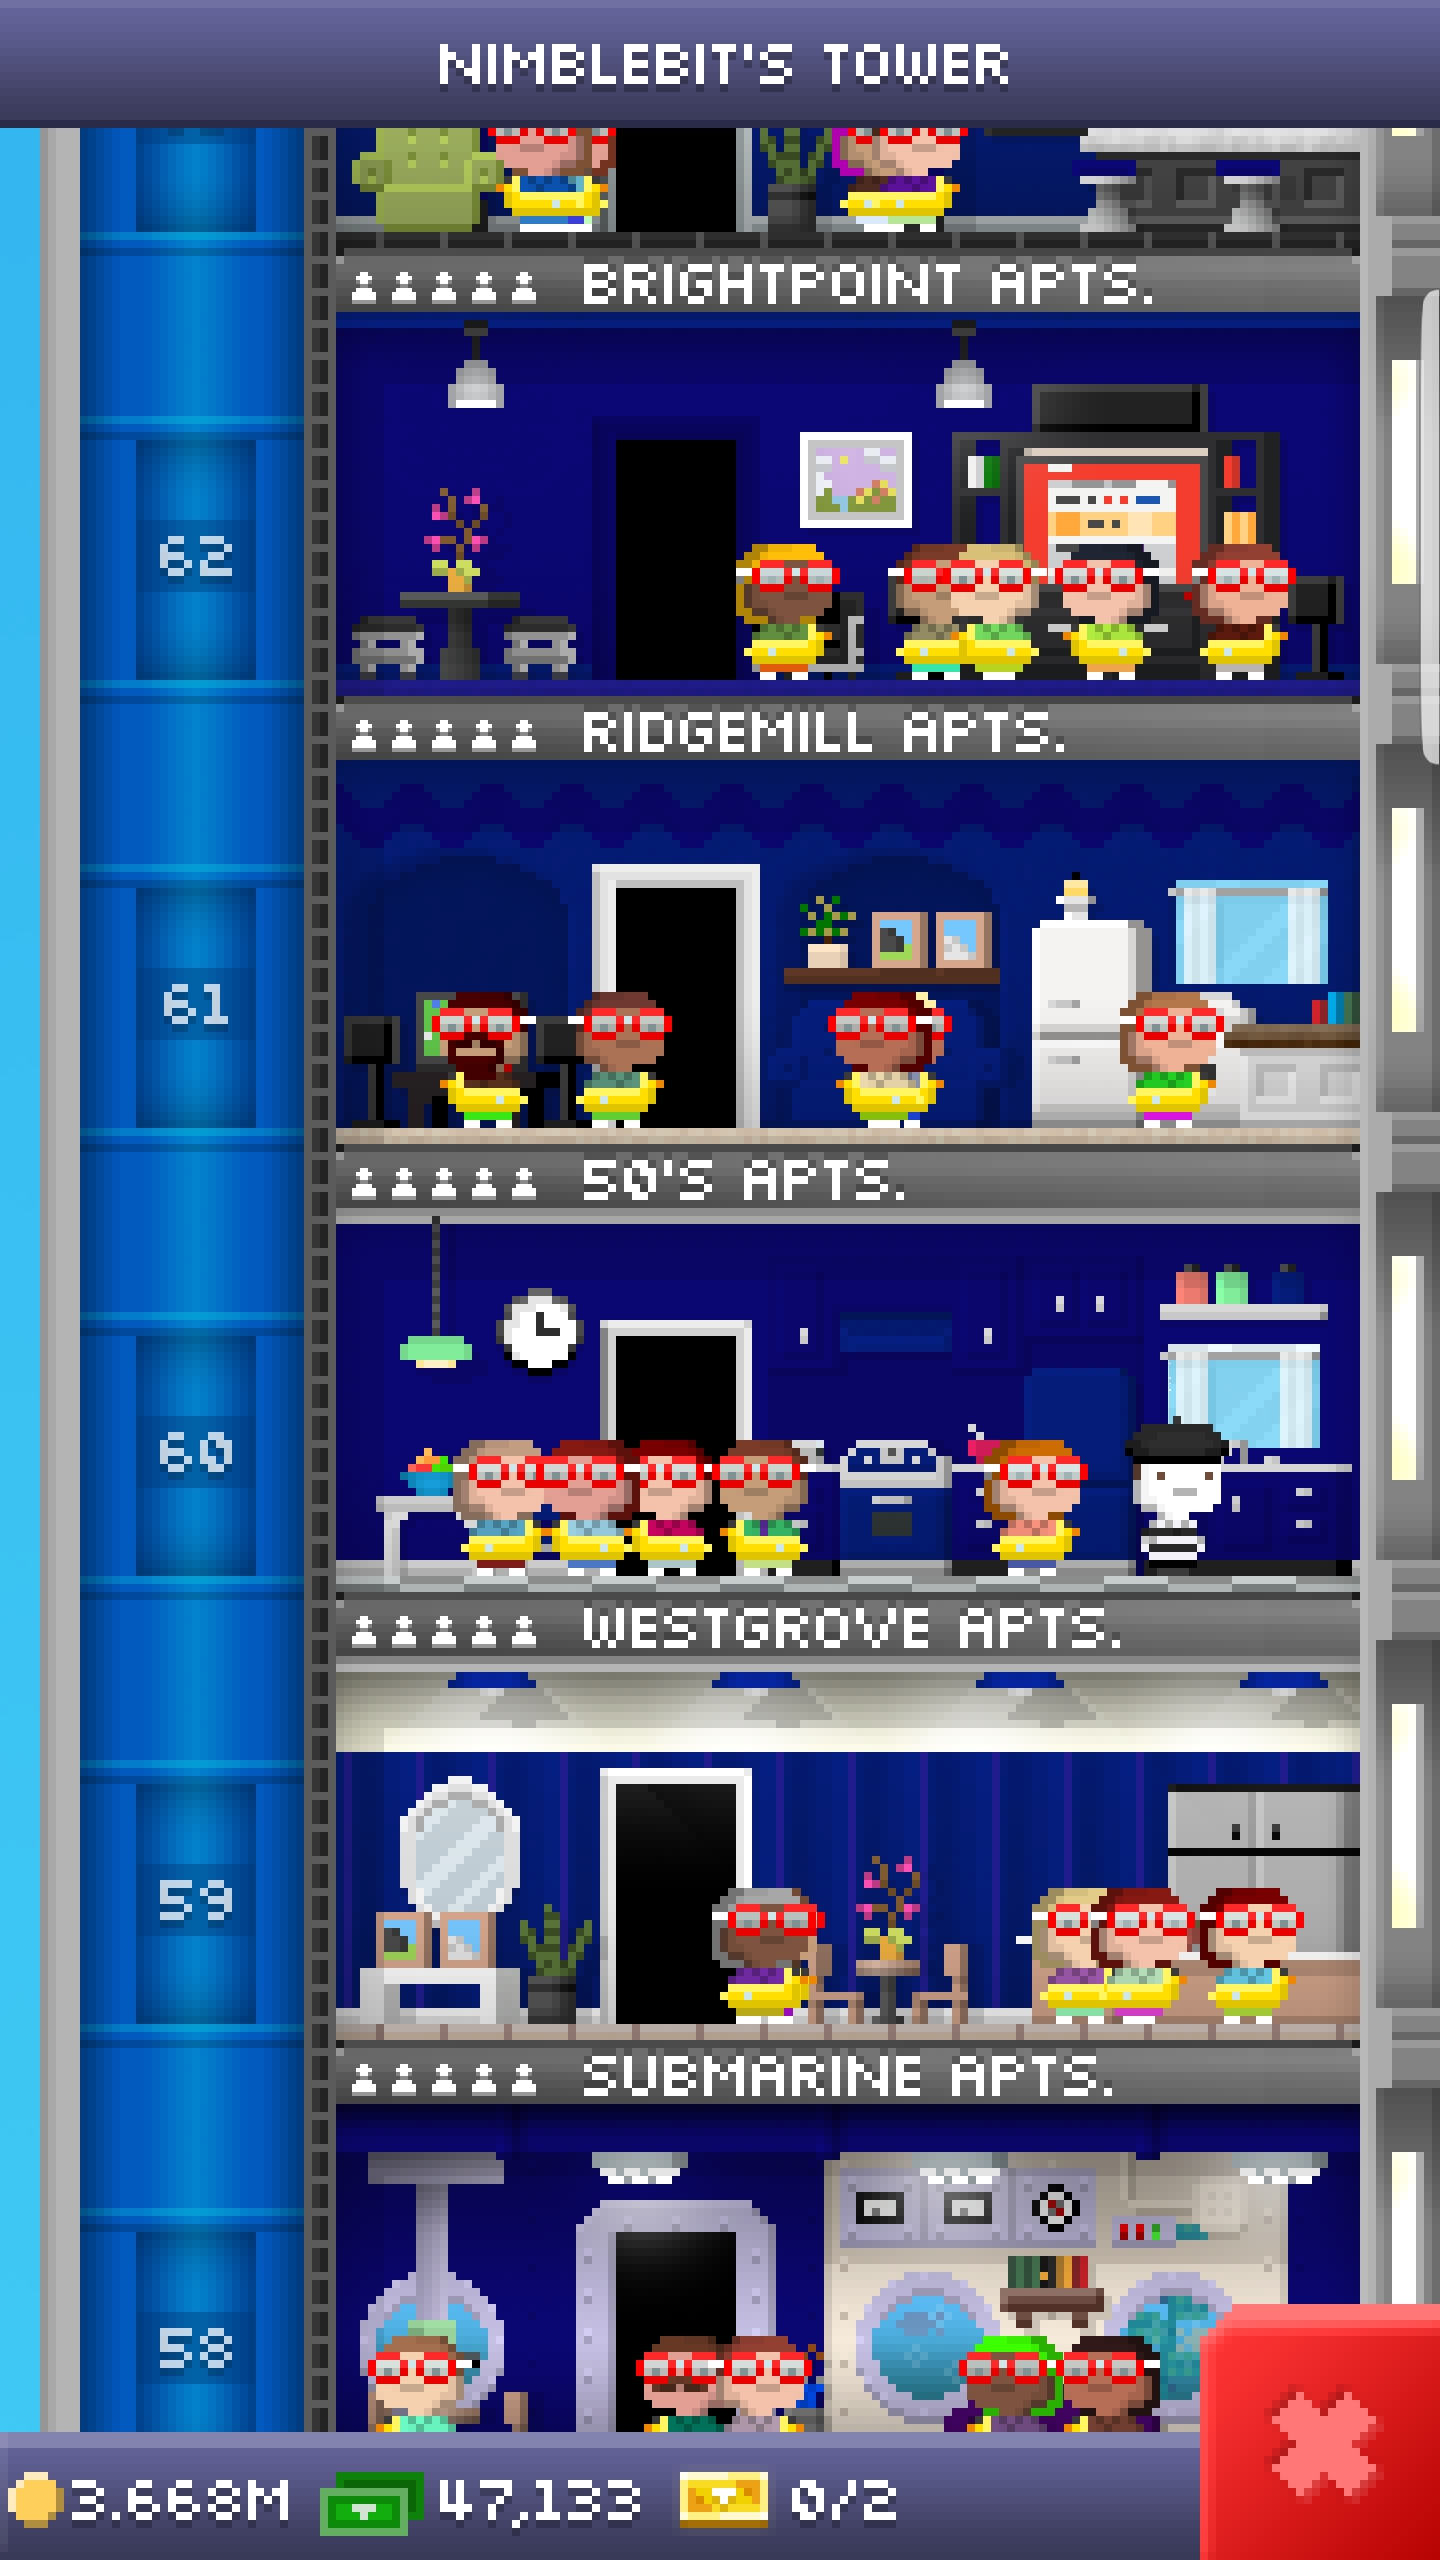 NIMBLEBIT'S TOWER
BRIGHTPOINT APTS.
62
RIDGEMILL APTS.
61
50'S APTS.
60
WESTGROVE APTS.
59
SUBMARINE APTS.
58
3.668M 47,133 0/2